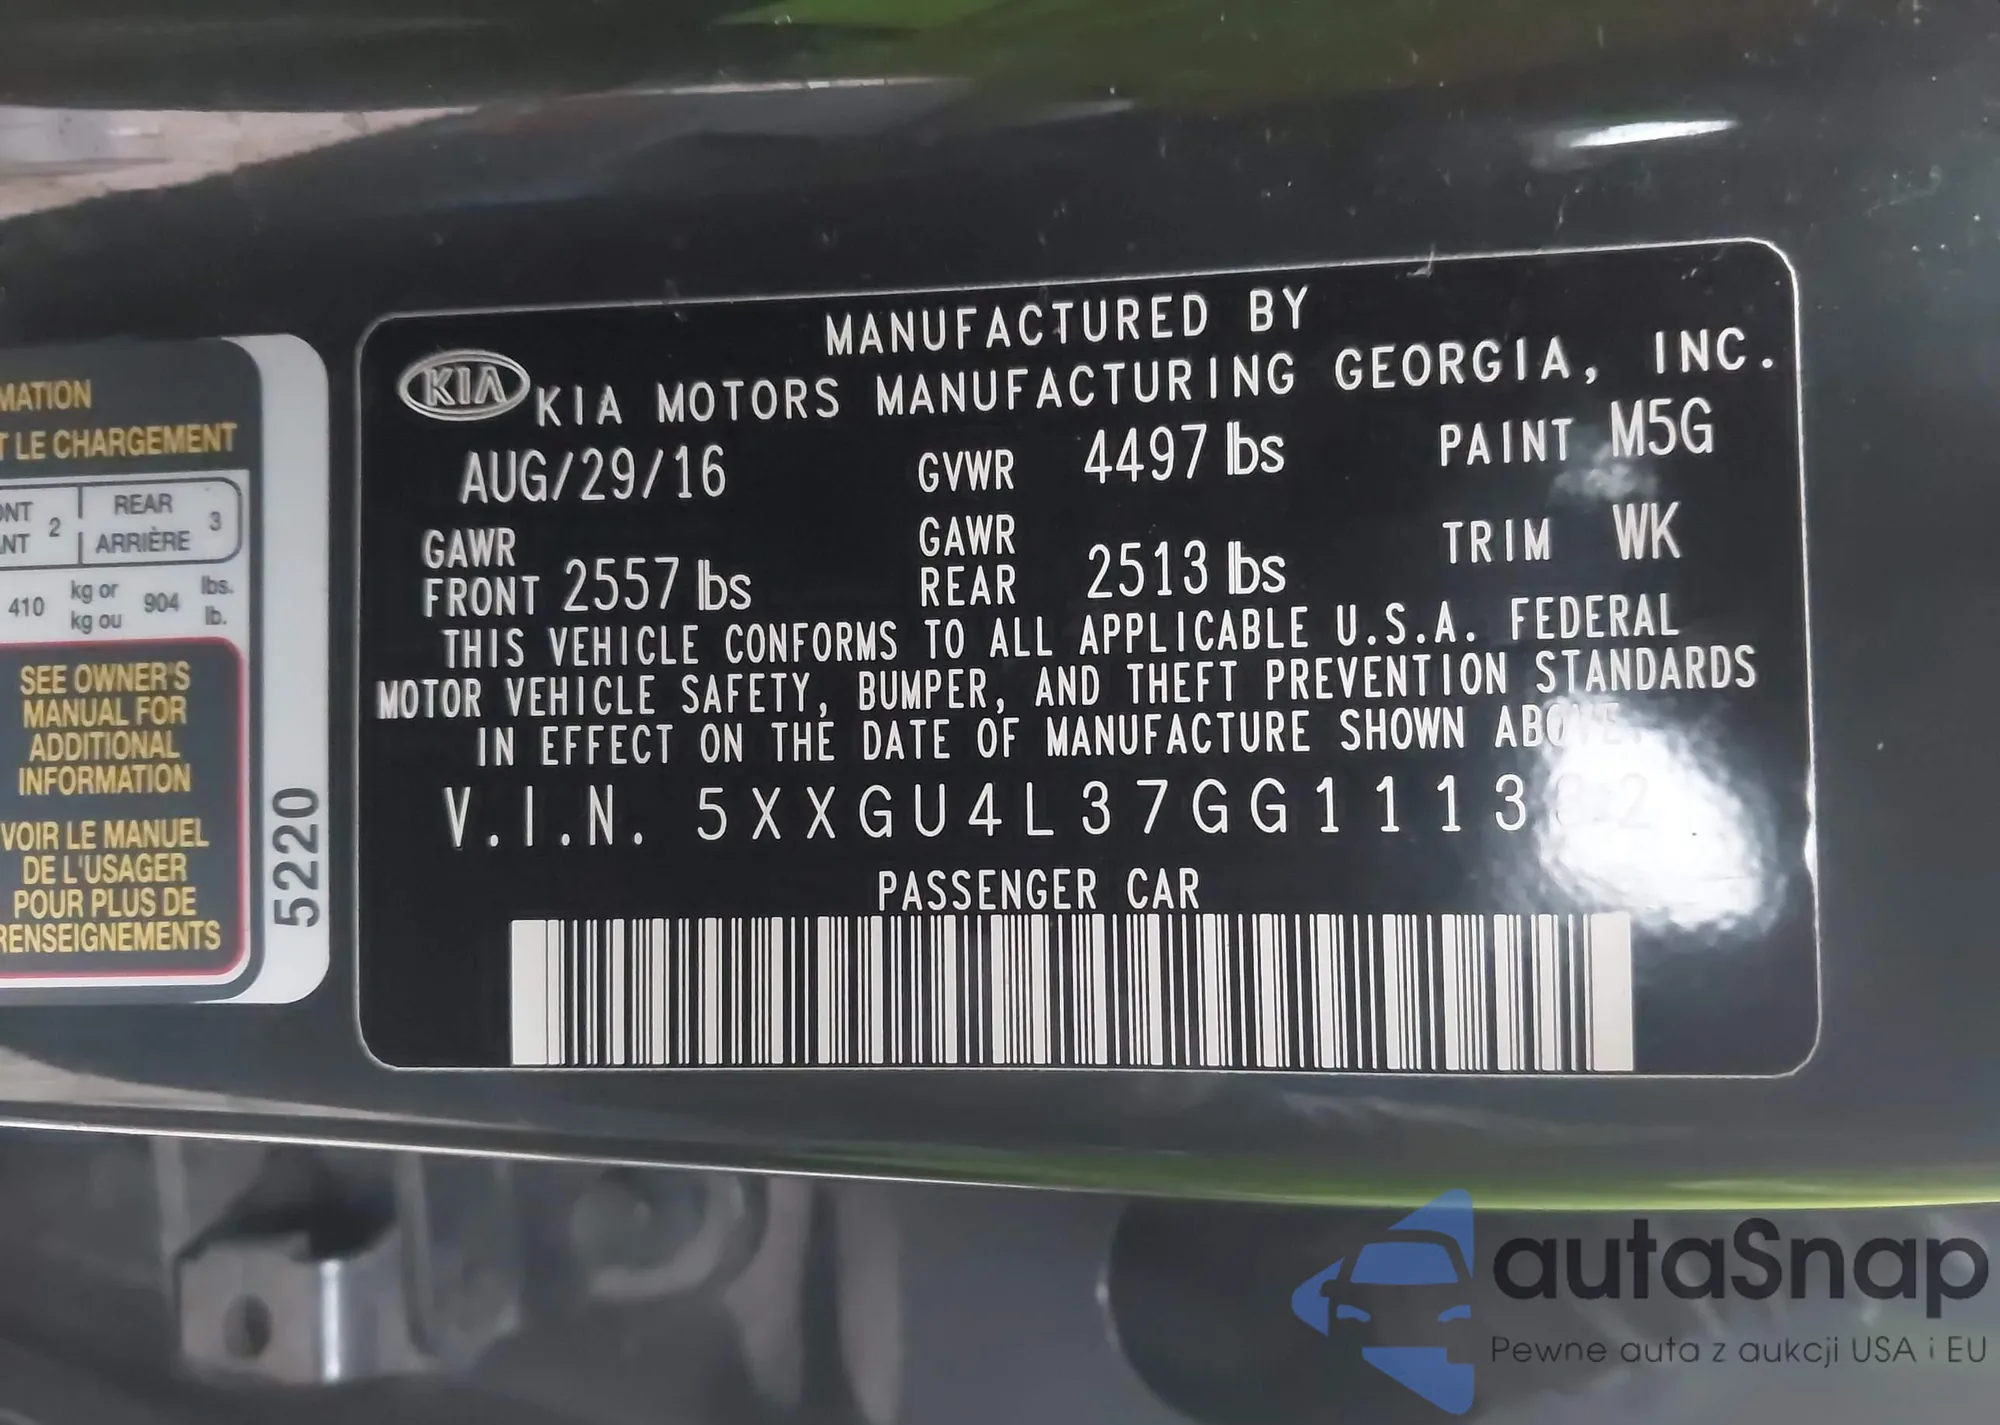 MATION
T LE CHARGEMENT
ONT 2 REAR 3
ANT ARRIÈRE
410 kg or 904 lbs.
kg ou lb.
SEE OWNER'S
MANUAL FOR
ADDITIONAL
INFORMATION
VOIR LE MANUEL
DE L'USAGER
POUR PLUS DE
RENSEIGNEMENTS
5220
MANUFACTURED BY
KIA KIA MOTORS MANUFACTURING GEORGIA, INC.
AUG/29/16 GVWR 4497 lbs PAINT M5G
GAWR FRONT 2557 lbs GAWR REAR 2513 lbs TRIM WK
THIS VEHICLE CONFORMS TO ALL APPLICABLE U.S.A. FEDERAL
MOTOR VEHICLE SAFETY, BUMPER, AND THEFT PREVENTION STANDARDS
IN EFFECT ON THE DATE OF MANUFACTURE SHOWN ABOVE.
V.I.N.
PASSENGER CAR
autaSnap
Pewne auta z aukcji USA i EU